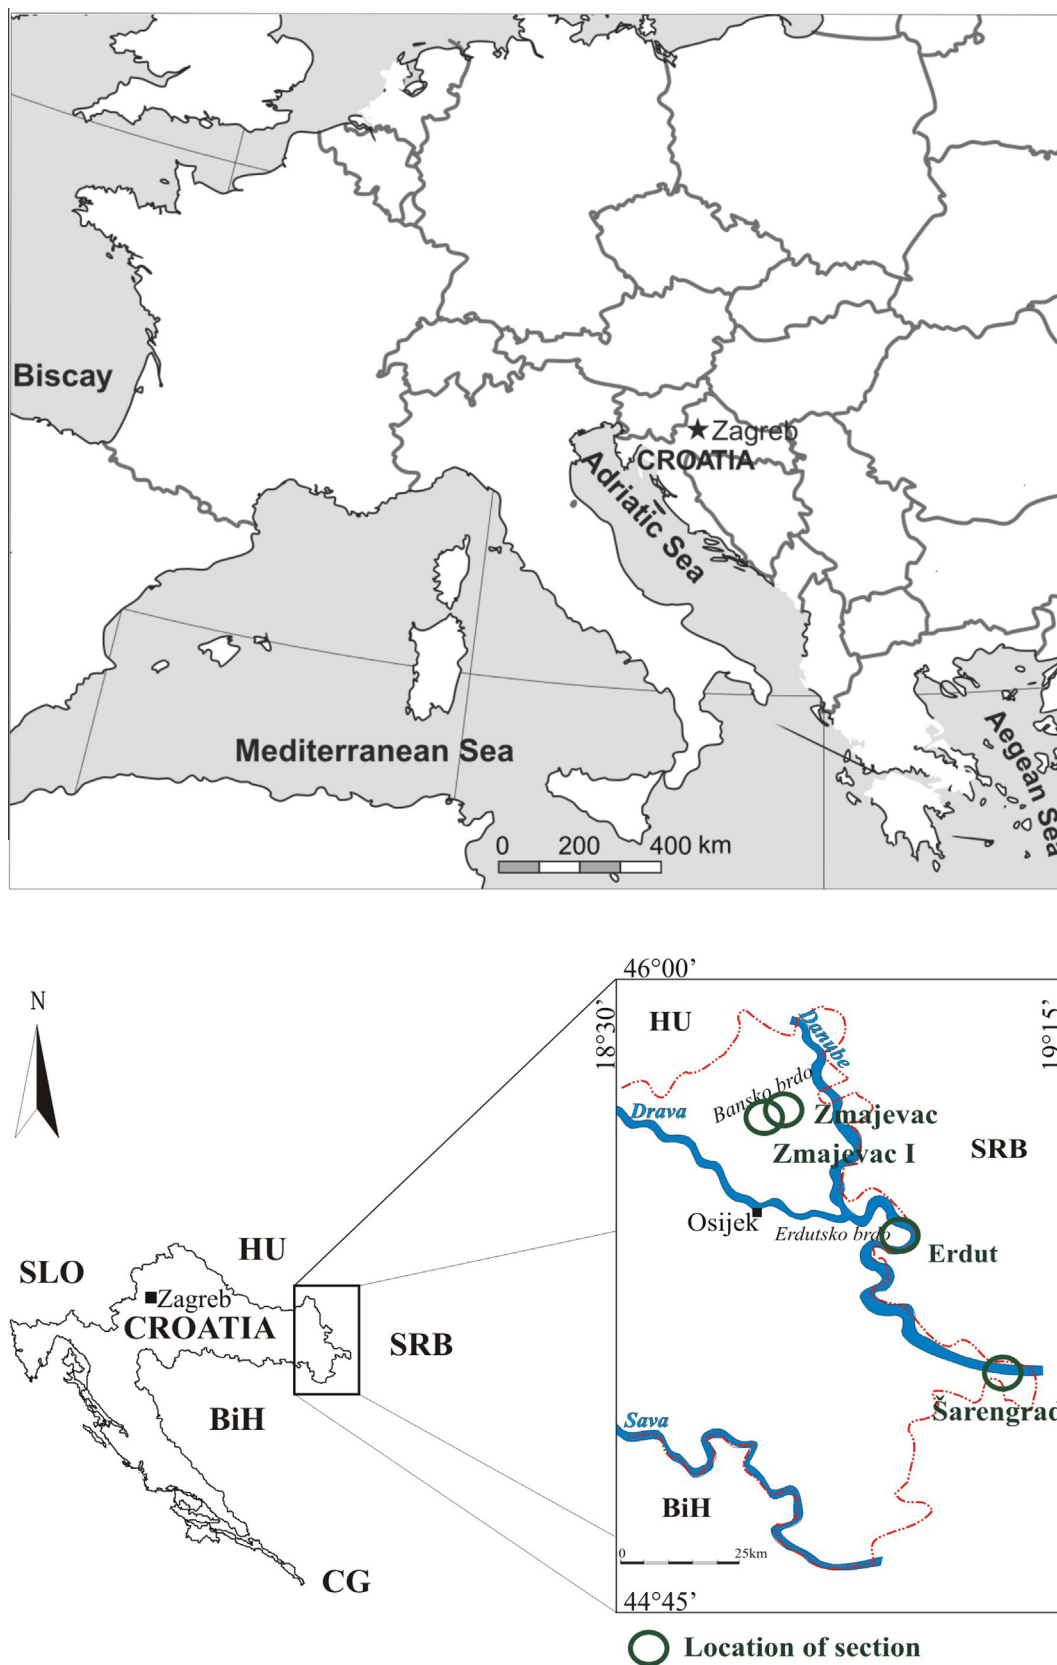 Biscay
Zagreb
CROATIA
Adriatic Sea
Mediterranean Sea
Aegean Sea
0 200 400 km
N
46°00’
18°30’
19°15’
HU
Danube
Bansko brdo
Drava
Zmajevac
Zmajevac I
SRB
Osijek
Erdutsko brdo
Erdut
HU
SLO
Zagreb
CROATIA
SRB
BiH
CG
Šarengrad
Sava
BiH
0 25km
44°45’
Location of section